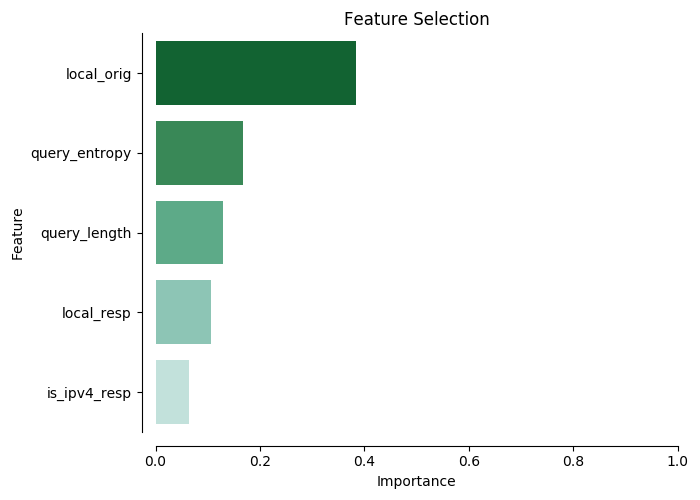 Feature Selection
Feature
local_orig
query_entropy
query_length
local_resp
is_ipv4_resp
0.0 0.2 0.4 0.6 0.8 1.0
Importance